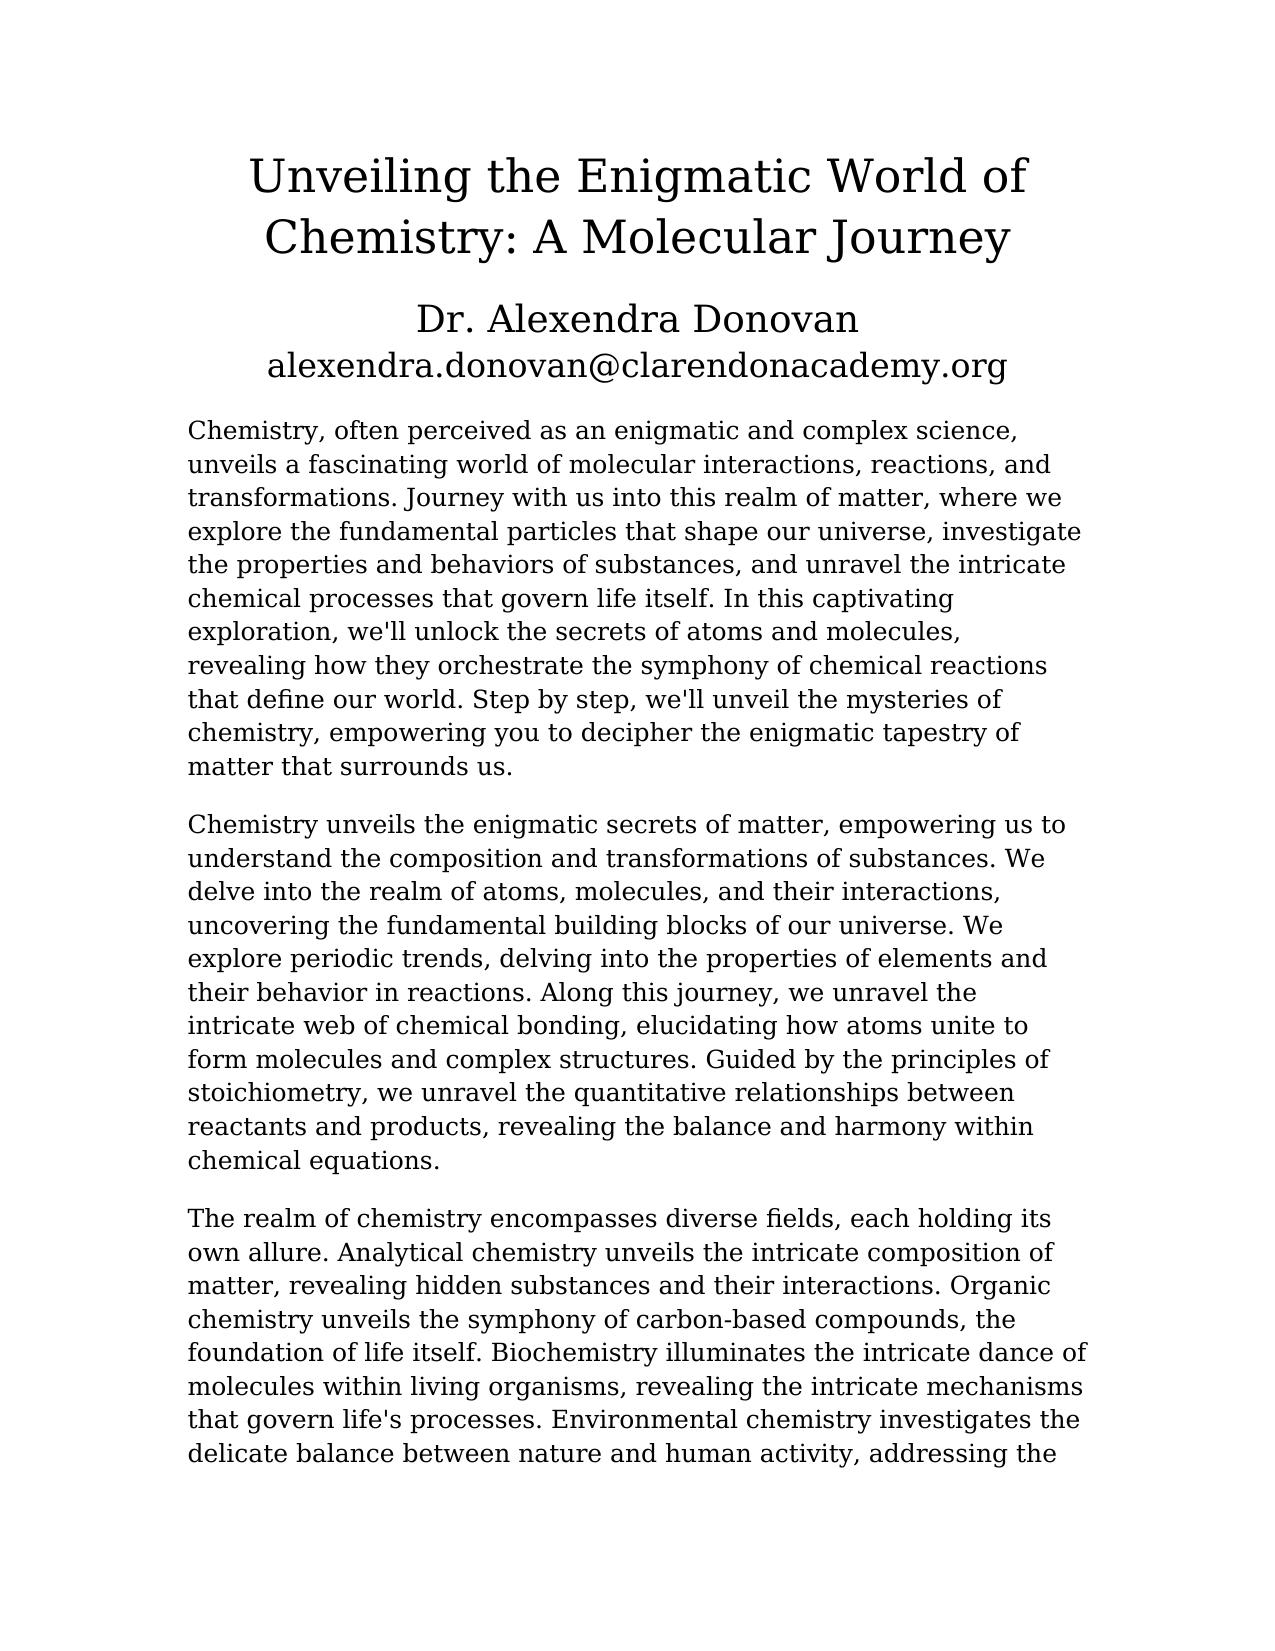 Unveiling the Enigmatic World of
Chemistry: A Molecular Journey
Dr. Alexendra Donovan
alexendra.donovan@clarendonacademy.org
Chemistry, often perceived as an enigmatic and complex science,
unveils a fascinating world of molecular interactions, reactions, and
transformations. Journey with us into this realm of matter, where we
explore the fundamental particles that shape our universe, investigate
the properties and behaviors of substances, and unravel the intricate
chemical processes that govern life itself. In this captivating
exploration, we'll unlock the secrets of atoms and molecules,
revealing how they orchestrate the symphony of chemical reactions
that define our world. Step by step, we'll unveil the mysteries of
chemistry, empowering you to decipher the enigmatic tapestry of
matter that surrounds us.
Chemistry unveils the enigmatic secrets of matter, empowering us to
understand the composition and transformations of substances. We
delve into the realm of atoms, molecules, and their interactions,
uncovering the fundamental building blocks of our universe. We
explore periodic trends, delving into the properties of elements and
their behavior in reactions. Along this journey, we unravel the
intricate web of chemical bonding, elucidating how atoms unite to
form molecules and complex structures. Guided by the principles of
stoichiometry, we unravel the quantitative relationships between
reactants and products, revealing the balance and harmony within
chemical equations.
The realm of chemistry encompasses diverse fields, each holding its
own allure. Analytical chemistry unveils the intricate composition of
matter, revealing hidden substances and their interactions. Organic
chemistry unveils the symphony of carbon-based compounds, the
foundation of life itself. Biochemistry illuminates the intricate dance of
molecules within living organisms, revealing the intricate mechanisms
that govern life's processes. Environmental chemistry investigates the
delicate balance between nature and human activity, addressing the